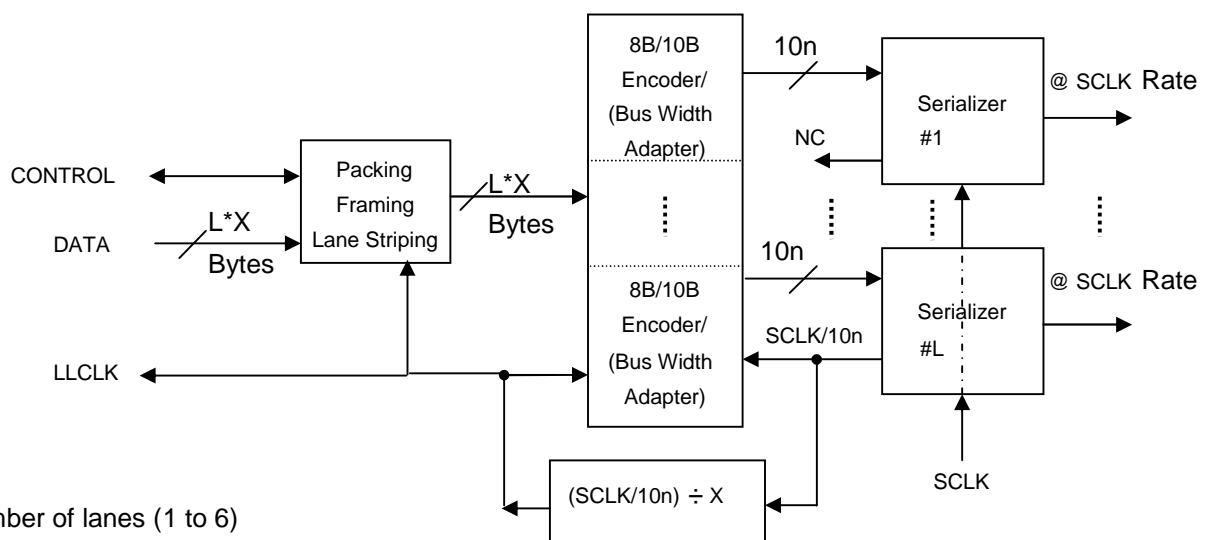 CONTROL
DATA
L*X
Bytes
LLCLK
Packing
Framing
Lane Striping
L*X
Bytes
8B/10B
Encoder/
(Bus Width
Adapter)
8B/10B
Encoder/
(Bus Width
Adapter)
10n
NC
10n
SCLK/10n
Serializer
#1
Serializer
#L
@ SCLK Rate
@ SCLK Rate
SCLK
(SCLK/10n) ÷ X
mber of lanes (1 to 6)